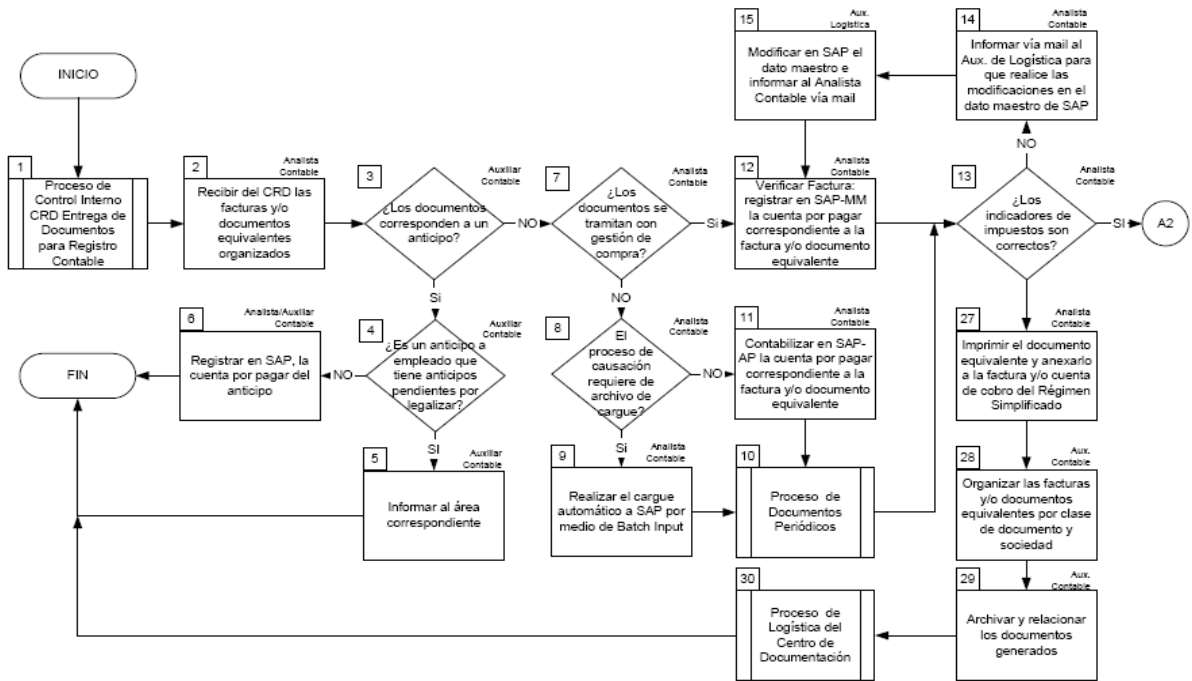 INICIO
1
Proceso de
Control Interno
CRD Entrega de
Documentos
para Registro
Contable
2
Analista
Contable
Recibir del CRD las
facturas y/o
documentos
equivalentes
organizados
3
Auxiliar
Contable
¿Los documentos
corresponden a un
anticipo?
NO
Si
7
Analista
Contable
¿Los
documentos se
tramitan con
gestión de
compra?
Si
NO
15
Aux.
Logística
Modificar en SAP el
dato maestro e
informar al Analista
Contable vía mail
14
Analista
Contable
Informar vía mail al
Aux. de Logística para
que realice las
modificaciones en el
dato maestro de SAP
NO
12
Analista
Contable
Verificar Factura:
registrar en SAP-MM
la cuenta por pagar
correspondiente a la
factura y/o documento
equivalente
13
Analista
Contable
¿Los
indicadores de
impuestos son
correctos?
SI
A2
6
Analista/Auxiliar
Contable
Registrar en SAP, la
cuenta por pagar del
anticipo
FIN
NO
4
Auxiliar
Contable
¿Es un anticipo a
empleado que
tiene anticipos
pendientes por
legalizar?
SI
5
Auxiliar
Contable
Informar al área
correspondiente
8
Analista
Contable
El
proceso de
causación
requiere de
archivo de
cargue?
NO
Si
11
Analista
Contable
Contabilizar en SAP-
AP la cuenta por pagar
correspondiente a la
factura y/o documento
equivalente
9
Analista
Contable
Realizar el cargue
automático a SAP por
medio de Batch Input
10
Proceso de
Documentos
Periódicos
27
Analista
Contable
Imprimir el documento
equivalente y anexarlo
a la factura y/o cuenta
de cobro del Régimen
Simplificado
28
Aux.
Contable
Organizar las facturas
y/o documentos
equivalentes por clase
de documento y
sociedad
29
Aux.
Contable
Archivar y relacionar
los documentos
generados
30
Proceso de
Logística del
Centro de
Documentación